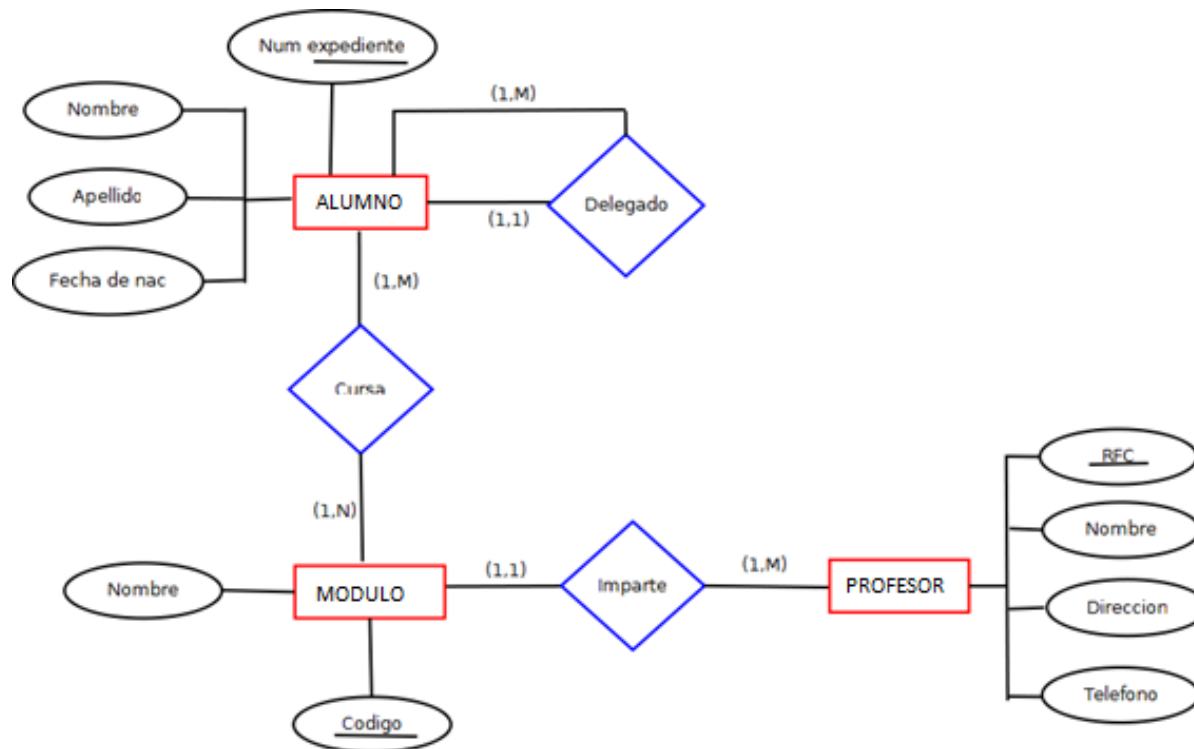 Num expediente
Nombre
(1,M)
Apellido
ALUMNO
Delegado
(1,1)
Fecha de nac
(1,M)
Cursa
RFC
(1,N)
Nombre
Nombre
MODULO
(1,1)
Imparte
(1,M)
PROFESOR
Direccion
Codigo
Telefono